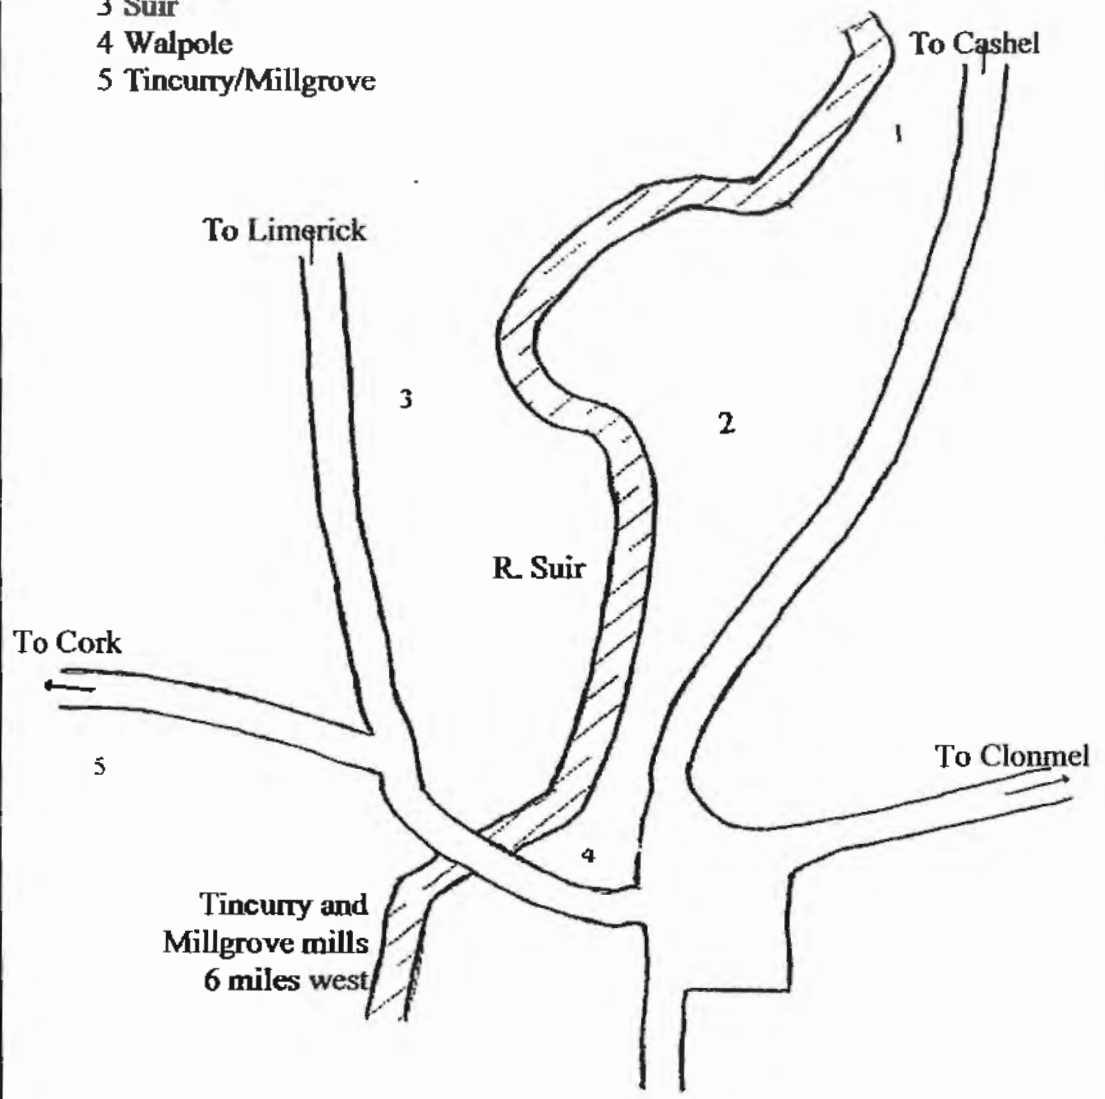 3 Suir
4 Walpole
5 Tincurry/Millgrove
To Cashel
1
To Limerick
3
2
R. Suir
To Cork
5
To Clonmel
4
Tincurry and
Millgrove mills
6 miles west